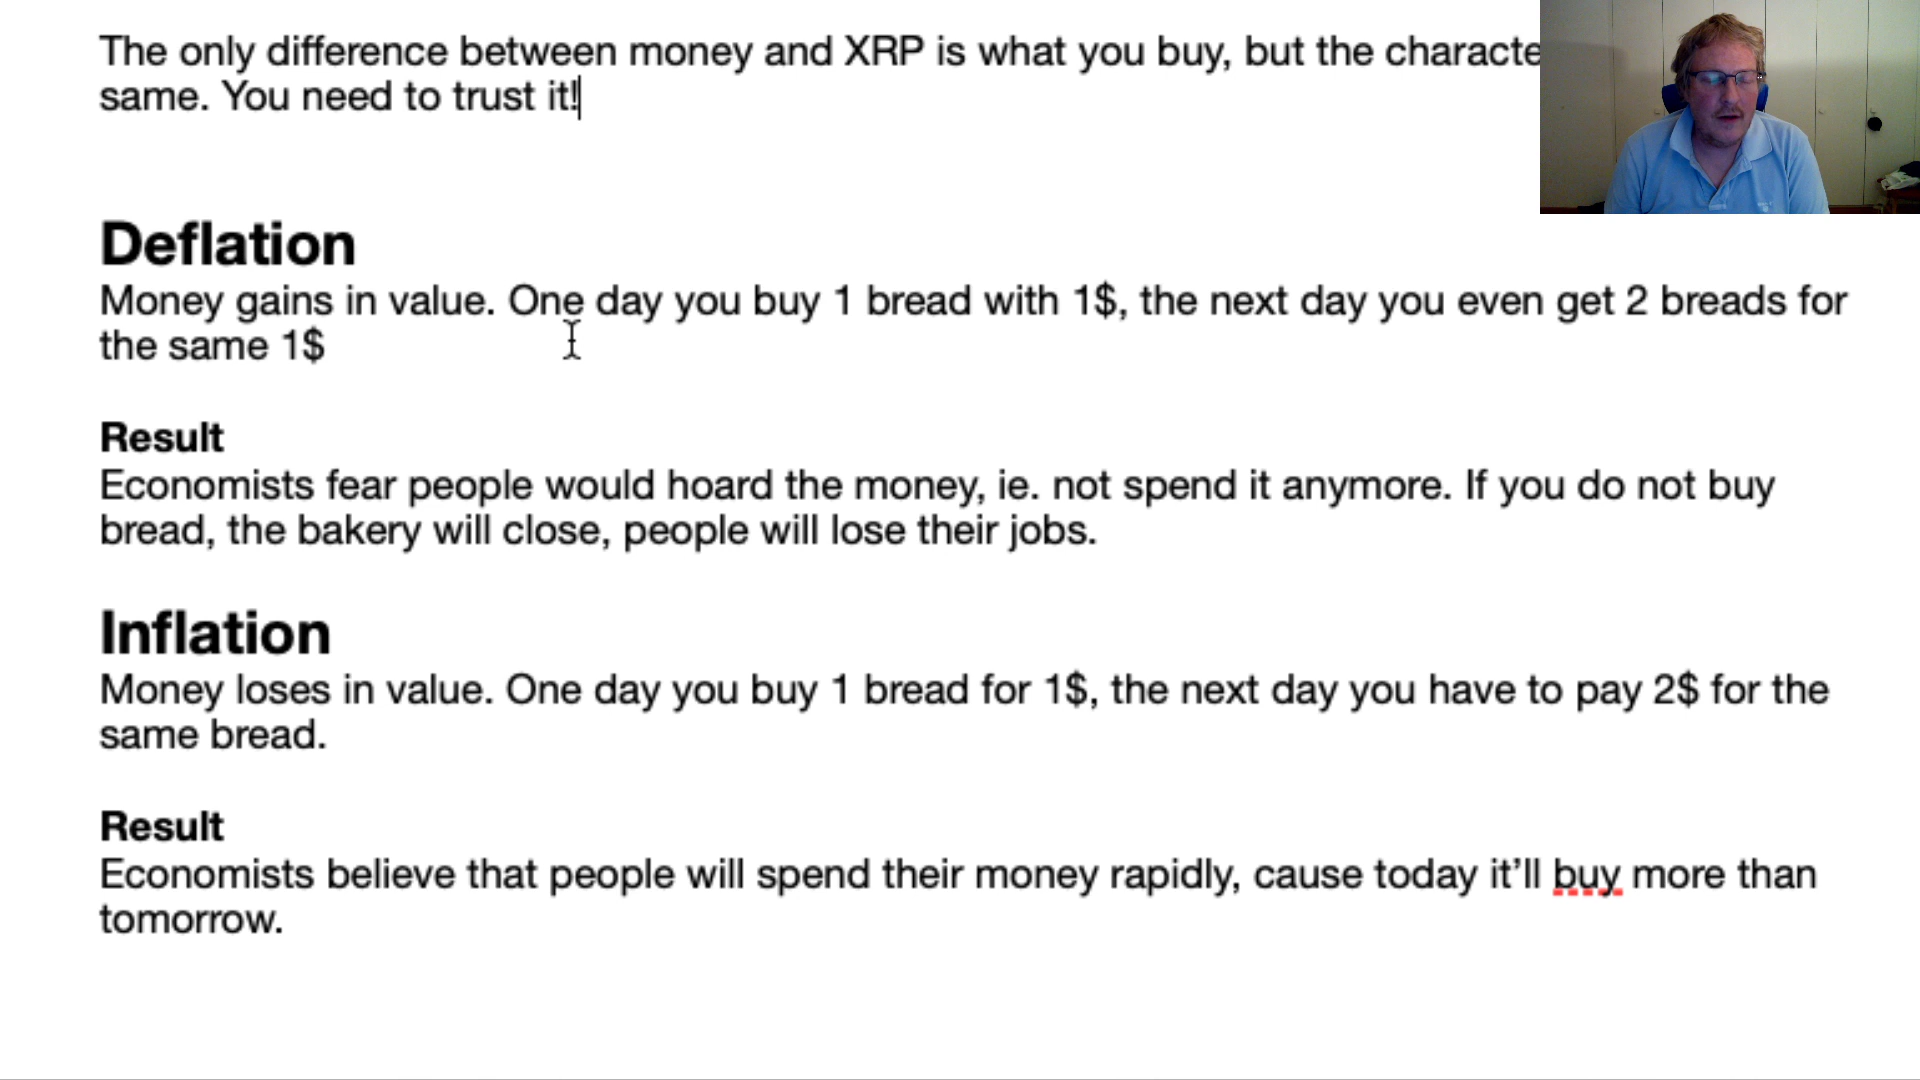 The only difference between money and XRP is what you buy, but the
same. You need to trust it!
Deflation
Money gains in value. One day you buy 1 bread with 1$, the next day you even get 2 breads for
the same 1$
Result
Economists fear people would hoard the money, ie. not spend it anymore. If you do not buy
bread, the bakery will close, people will lose their jobs.
Inflation
Money loses in value. One day you buy 1 bread for 1$, the next day you have to pay 2$ for the
same bread.
Result
Economists believe that people will spend their money rapidly, cause today it’ll buy more than
tomorrow.